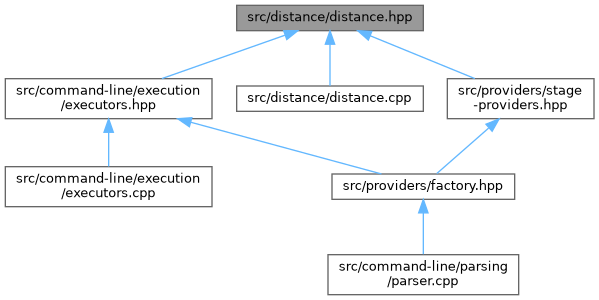 src/distance/distance.hpp
src/command-line/execution
/executors.hpp
src/distance/distance.cpp
src/providers/stage
-providers.hpp
src/command-line/execution
/executors.cpp
src/providers/factory.hpp
src/command-line/parsing
/parser.cpp